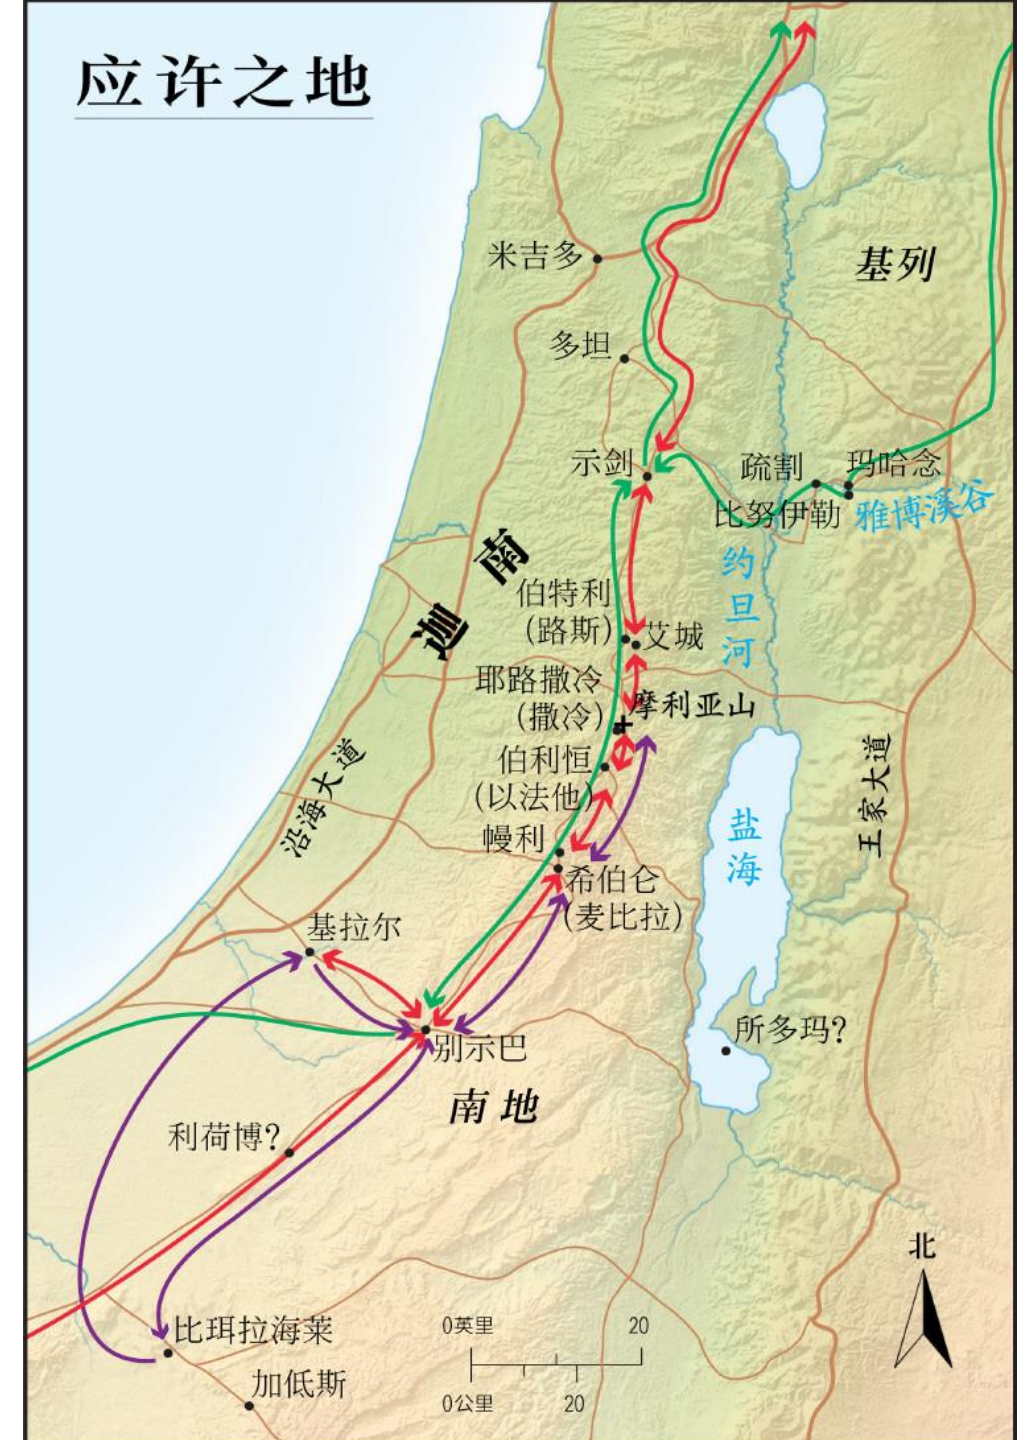 应许之地
米吉多
基列
多坦
示剑
疏割
玛哈念
比努伊勒
雅博溪谷
迦南
约旦河
伯特利
(路斯)
艾城
耶路撒冷
(撒冷)
摩利亚山
伯利恒
(以法他)
沿海大道
王家大道
盐海
幔利
希伯仑
(麦比拉)
基拉尔
别示巴
所多玛?
南地
利荷博?
北
比珥拉海莱
加低斯
0英里 20
0公里 20